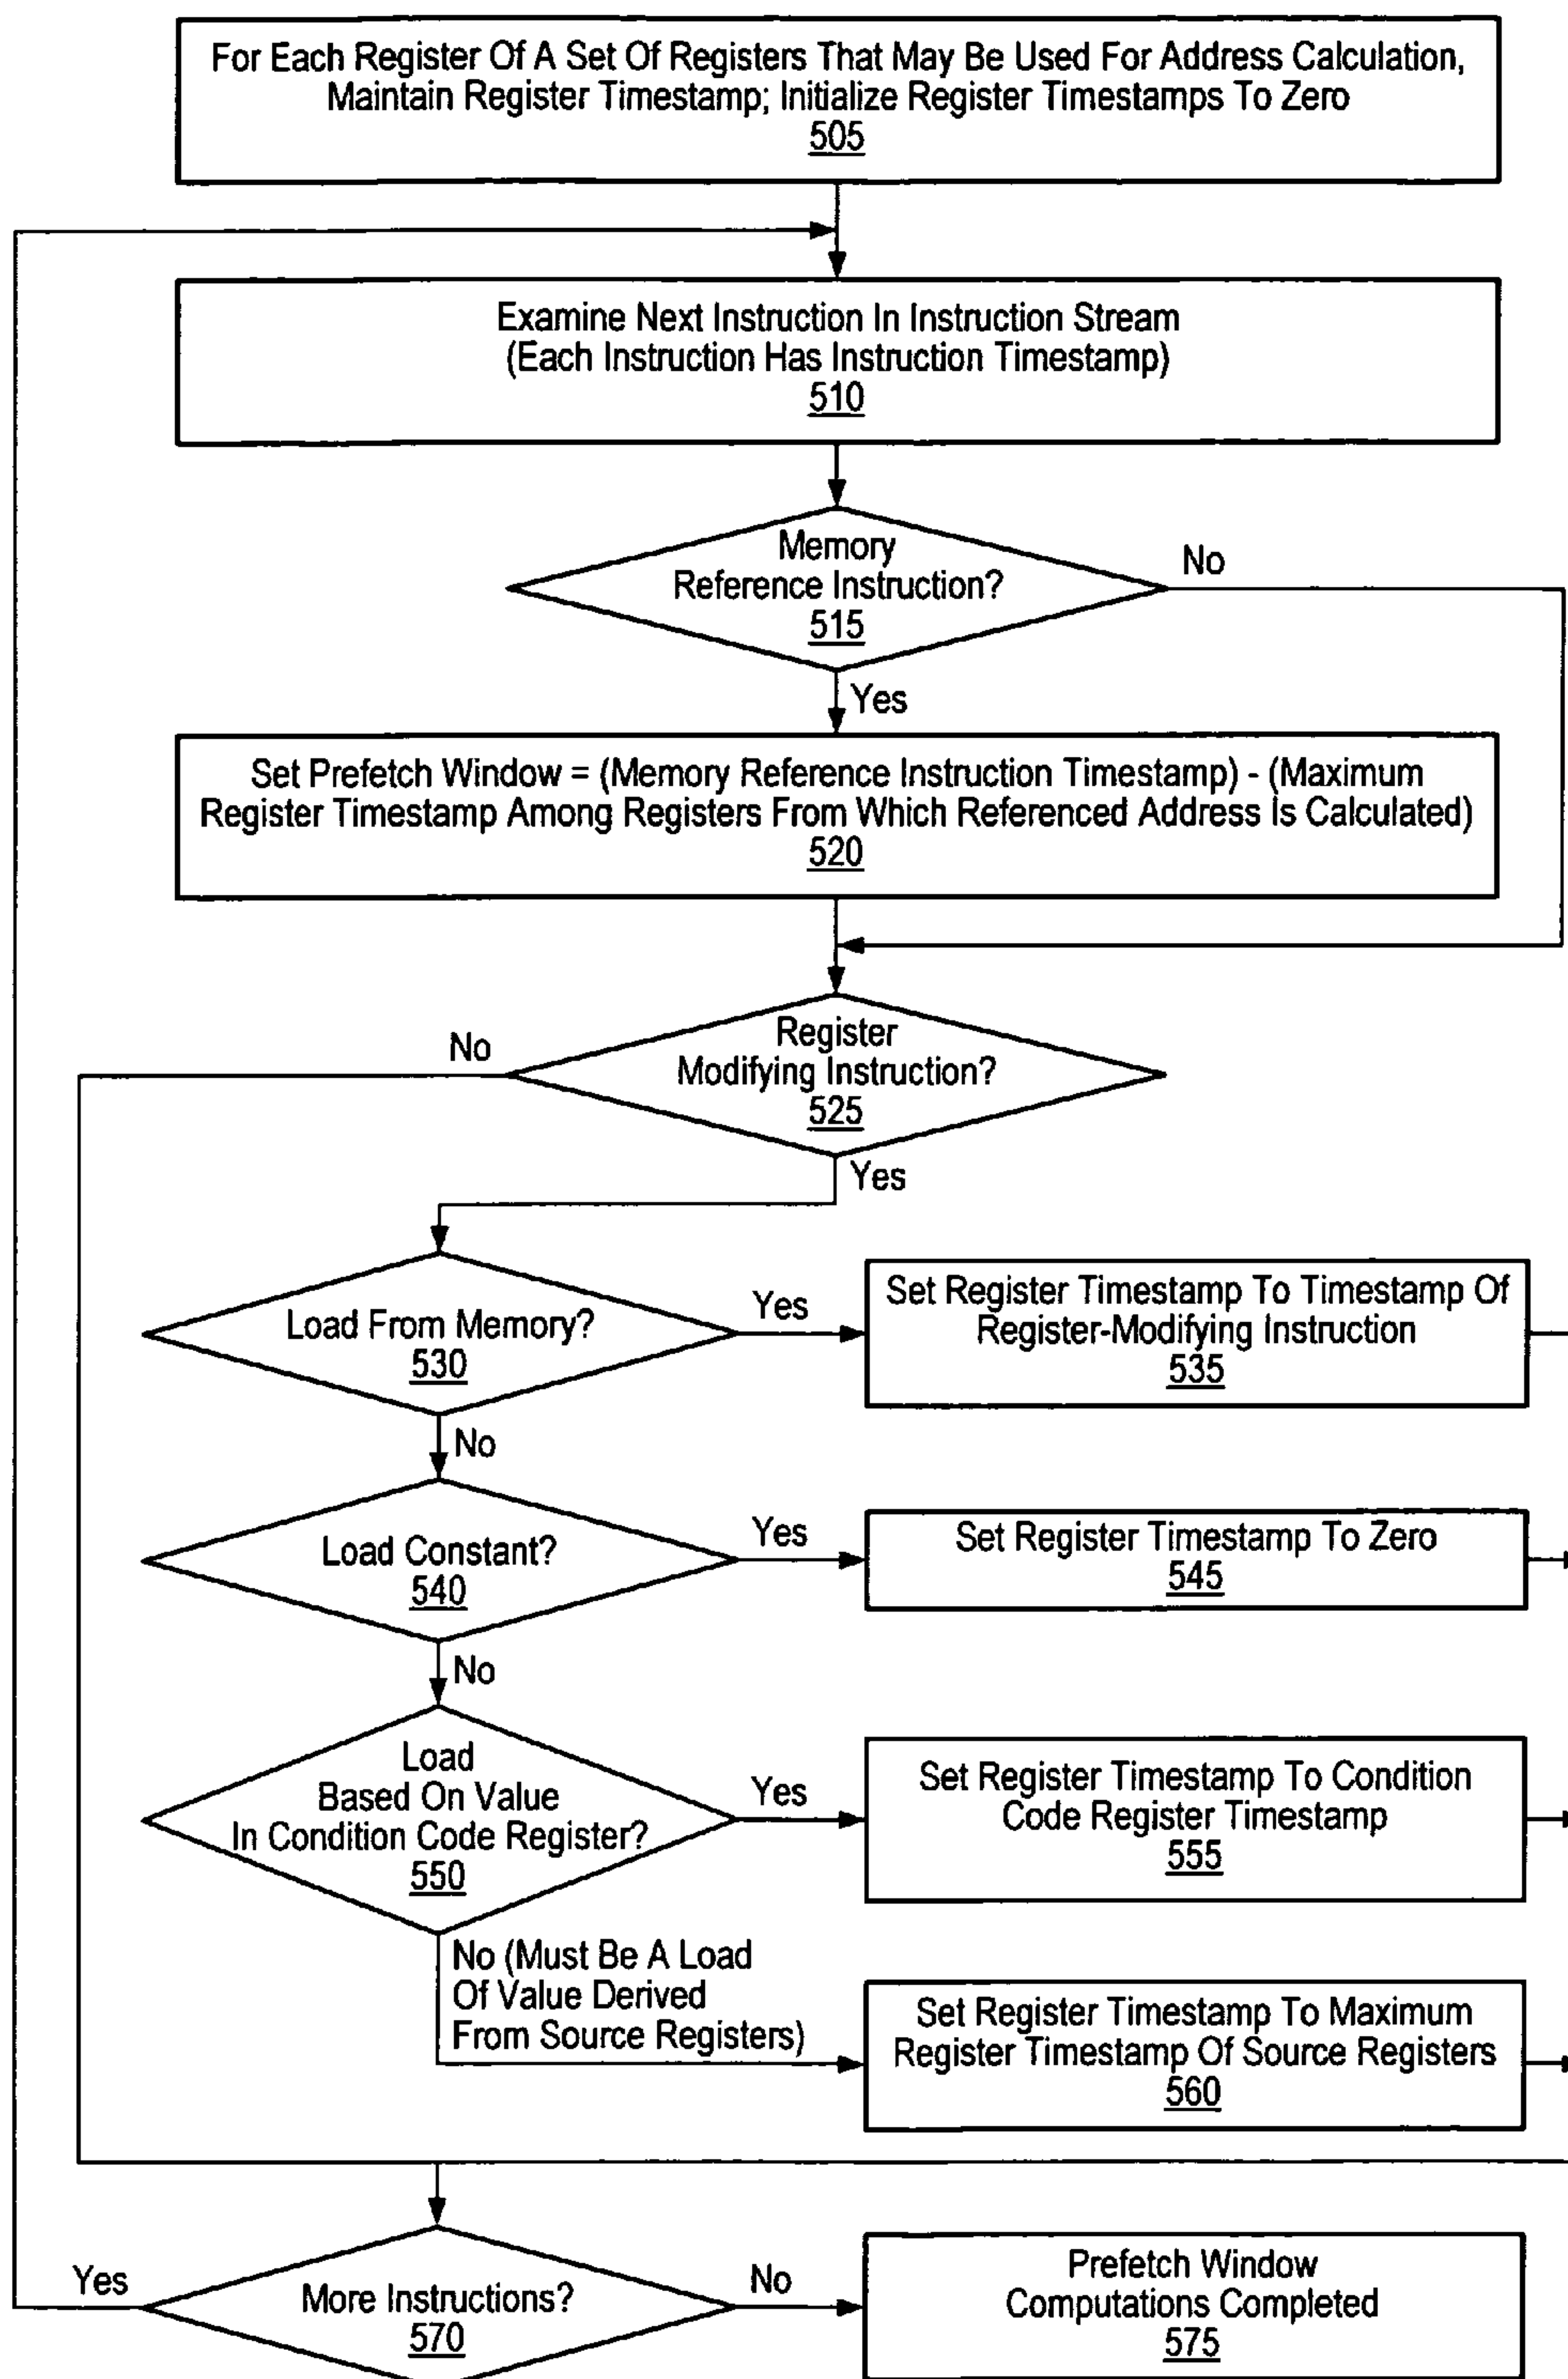 For Each Register Of A Set Of Registers That May Be Used For Address Calculation,
Maintain Register Timestamp; Initialize Register Timestamps To Zero
505
Examine Next Instruction In Instruction Stream
(Each Instruction Has Instruction Timestamp)
510
Memory
Reference Instruction?
515
No
Yes
Set Prefetch Window = (Memory Reference Instruction Timestamp) - (Maximum
Register Timestamp Among Registers From Which Referenced Address Is Calculated)
520
Register
Modifying Instruction?
525
No
Yes
Load From Memory?
530
Yes
Set Register Timestamp To Timestamp Of
Register-Modifying Instruction
535
No
Load Constant?
540
Yes
Set Register Timestamp To Zero
545
No
Load
Based On Value
In Condition Code Register?
550
Yes
Set Register Timestamp To Condition
Code Register Timestamp
555
No (Must Be A Load
Of Value Derived
From Source Registers)
Set Register Timestamp To Maximum
Register Timestamp Of Source Registers
560
Yes
More Instructions?
570
No
Prefetch Window
Computations Completed
575